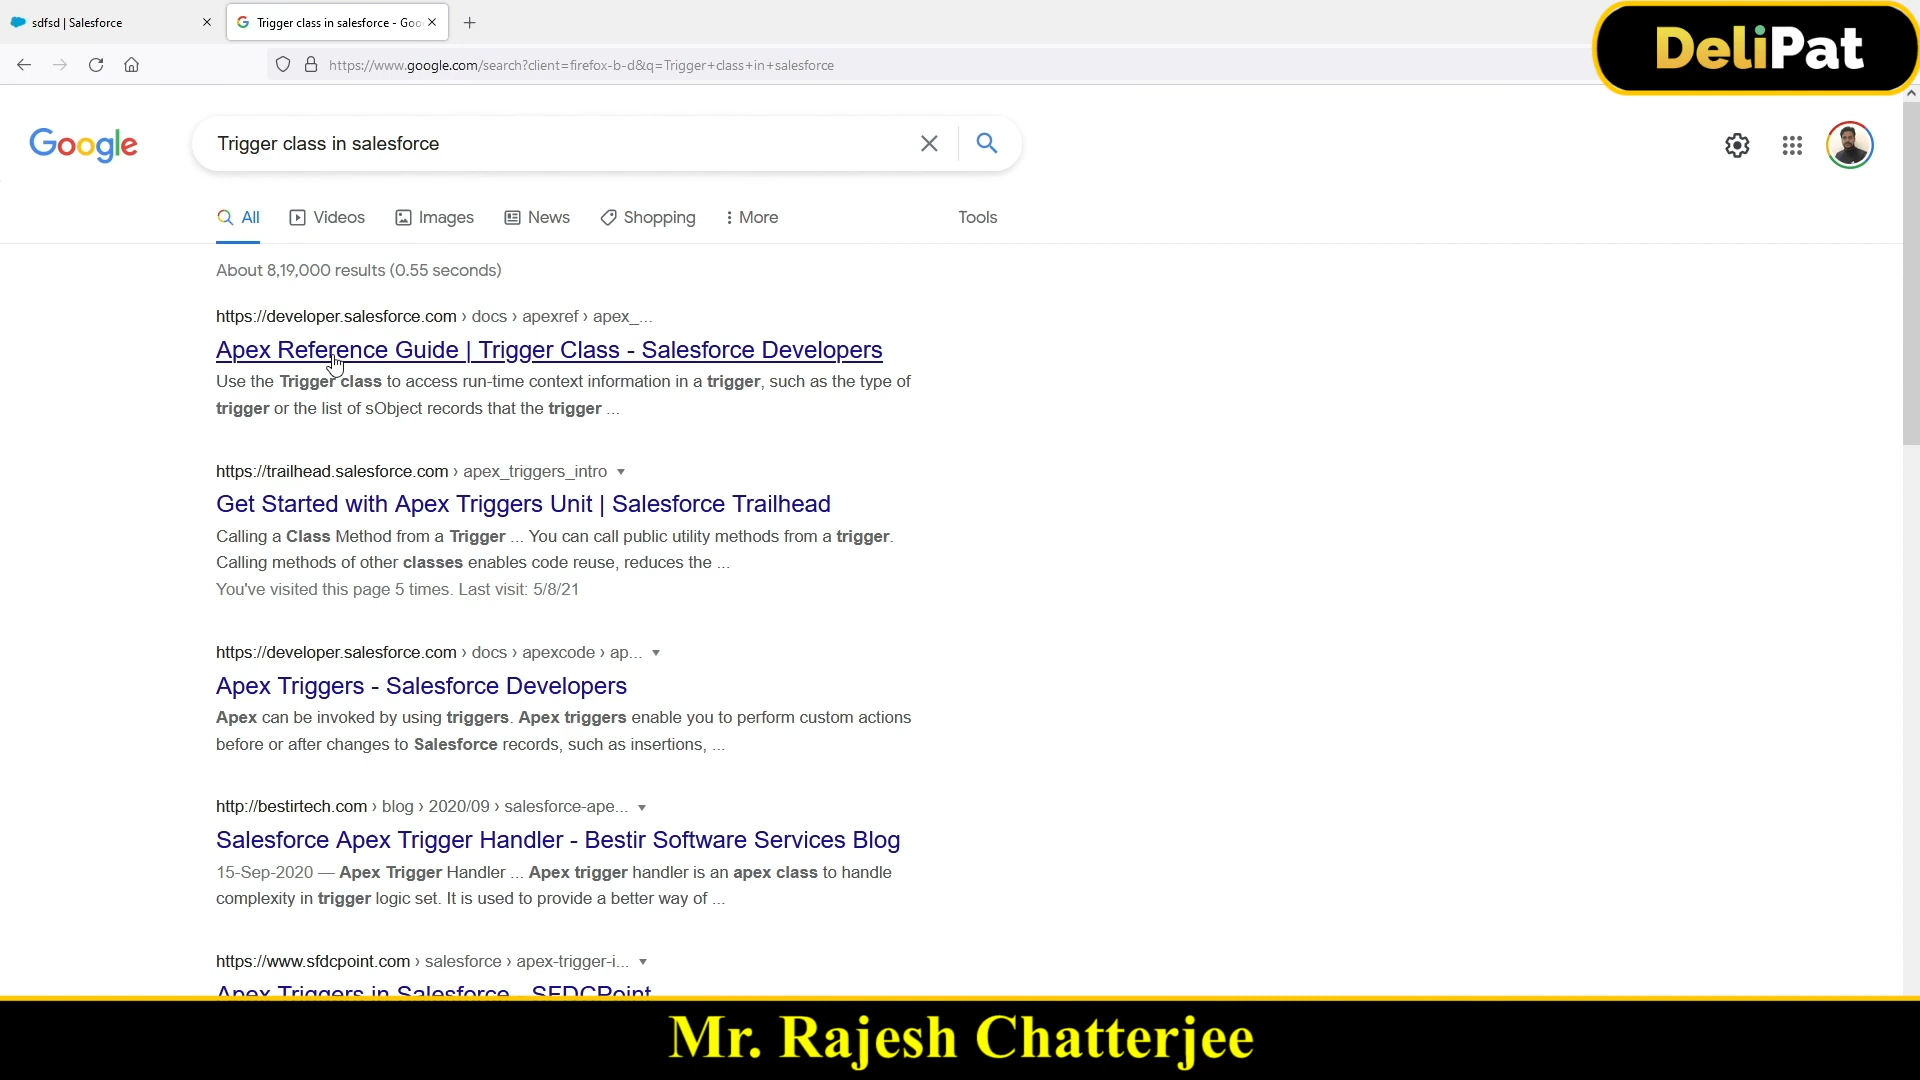 sdfsd | Salesforce
Trigger class in salesforce - Goo
DeliPat
https://www.google.com/search?client=firefox-b-d&q=Trigger+class+in+salesforce
Google
Trigger class in salesforce
All
Videos
Images
News
Shopping
More
Tools
About 8,19,000 results (0.55 seconds)
https://developer.salesforce.com › docs › apexref › apex_...
Apex Reference Guide | Trigger Class - Salesforce Developers
Use the Trigger class to access run-time context information in a trigger, such as the type of
trigger or the list of sObject records that the trigger ...
https://trailhead.salesforce.com › apex_triggers_intro
Get Started with Apex Triggers Unit | Salesforce Trailhead
Calling a Class Method from a Trigger ... You can call public utility methods from a trigger.
Calling methods of other classes enables code reuse, reduces the ...
You've visited this page 5 times. Last visit: 5/8/21
https://developer.salesforce.com › docs › apexcode › ap...
Apex Triggers - Salesforce Developers
Apex can be invoked by using triggers. Apex triggers enable you to perform custom actions
before or after changes to Salesforce records, such as insertions, ...
http://bestirtech.com › blog › 2020/09 › salesforce-ape...
Salesforce Apex Trigger Handler - Bestir Software Services Blog
15-Sep-2020 — Apex Trigger Handler ... Apex trigger handler is an apex class to handle
complexity in trigger logic set. It is used to provide a better way of ...
https://www.sfdcpoint.com › salesforce › apex-trigger-i...
Apex Triggers in Salesforce - SFDCPoint
Mr. Rajesh Chatterjee